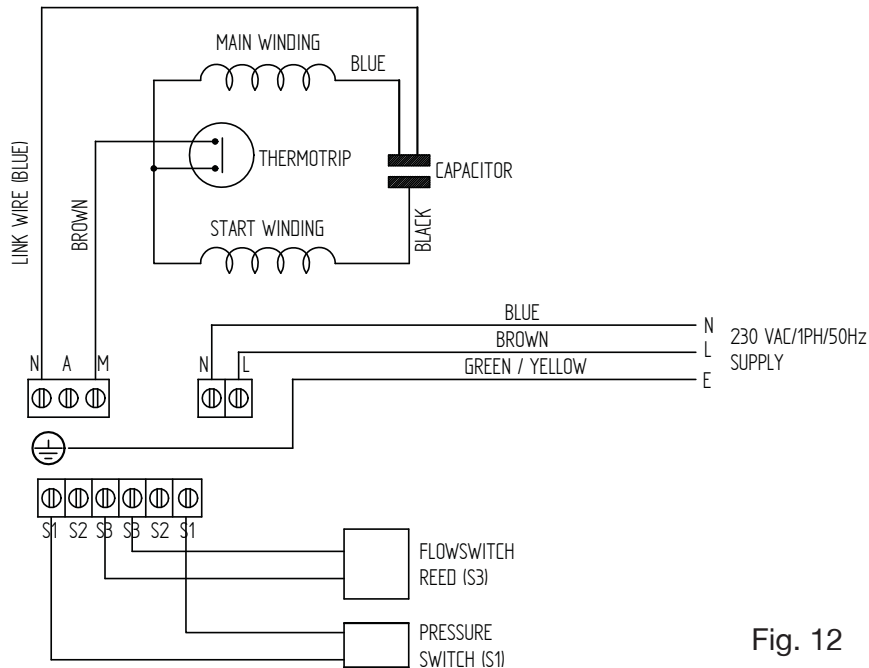 MAIN WINDING
BLUE
THERMOTRIP
CAPACITOR
LINK WIRE (BLUE)
BROWN
START WINDING
BLACK
BLUE
N
BROWN
L
GREEN / YELLOW
E
230 VAC/1PH/50Hz
SUPPLY
N A M
N L
S1 S2 S3 S3 S2 S1
FLOWSWITCH
REED (S3)
PRESSURE
SWITCH (S1)
Fig. 12